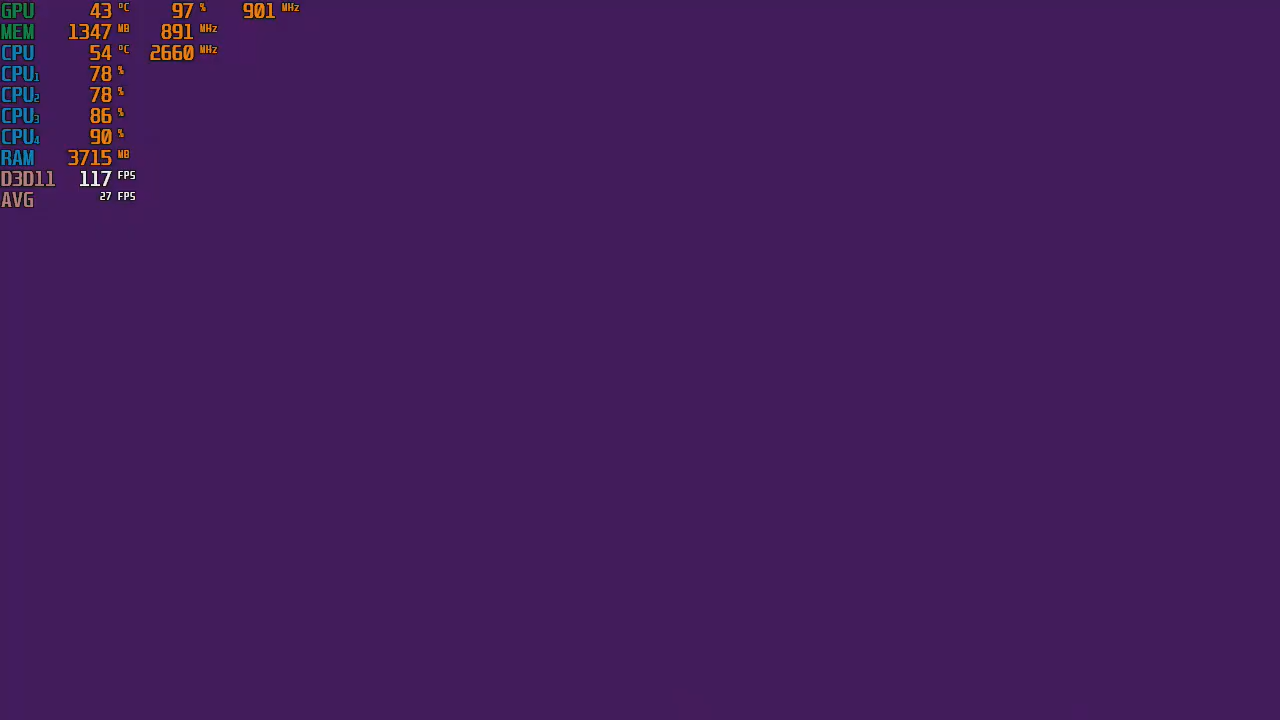 GPU 43 °C 97 % 901 MHz
MEM 1347 MB 891 MHz
CPU 54 °C 2660 MHz
CPU1 78 %
CPU2 78 %
CPU3 86 %
CPU4 90 %
RAM 3715 MB
D3D11 117 FPS
AVG 27 FPS